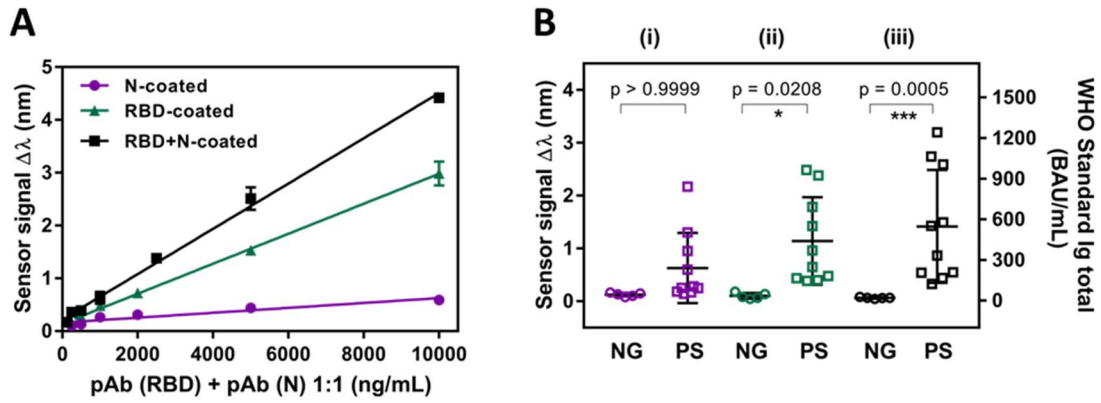 A
5
4
3
2
1
0
Sensor signal Δλ (nm)
N-coated
RBD-coated
RBD+N-coated
0 2000 4000 6000 8000 10000
pAb (RBD) + pAb (N) 1:1 (ng/mL)
B
(i) (ii) (iii)
4
3
2
1
0
Sensor signal Δλ (nm)
p > 0.9999 p = 0.0208 p = 0.0005
* ***
1500
1200
900
600
300
0
WHO Standard Ig total
(BAU/mL)
NG PS NG PS NG PS